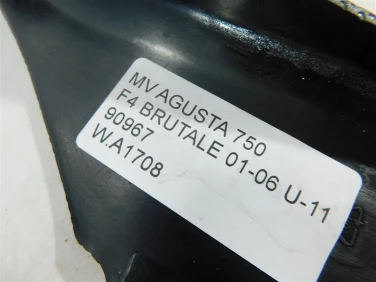 MV AGUSTA 750
F4 BRUTALE 01-06 U-11
90967
W.A1708